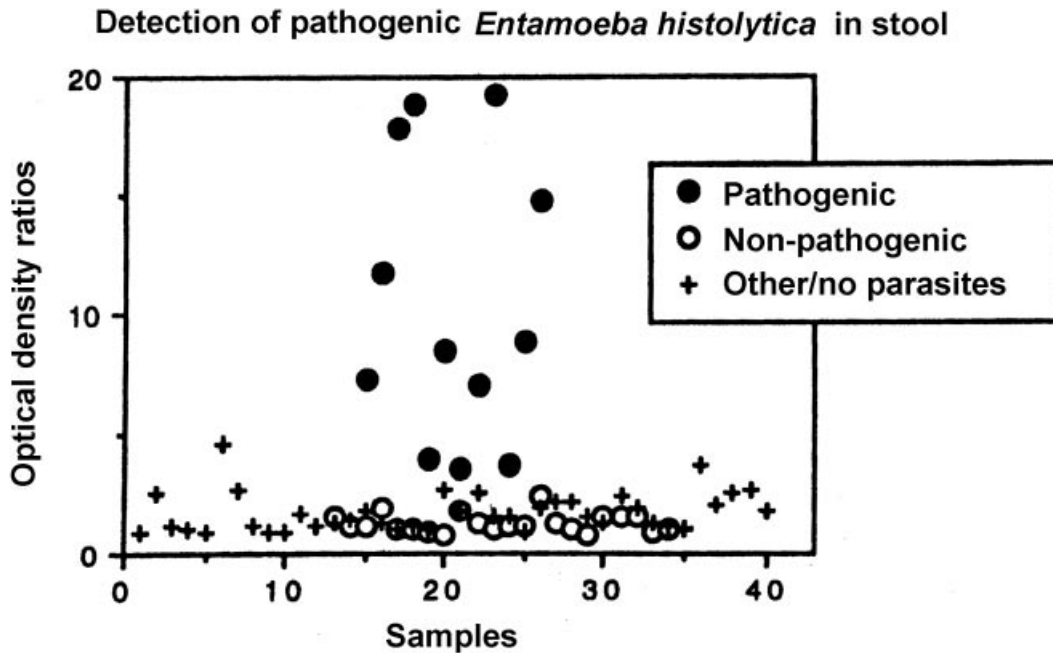 Detection of pathogenic Entamoeba histolytica in stool
20
10
0
Optical density ratios
0 10 20 30 40
Samples
Pathogenic
Non-pathogenic
Other/no parasites